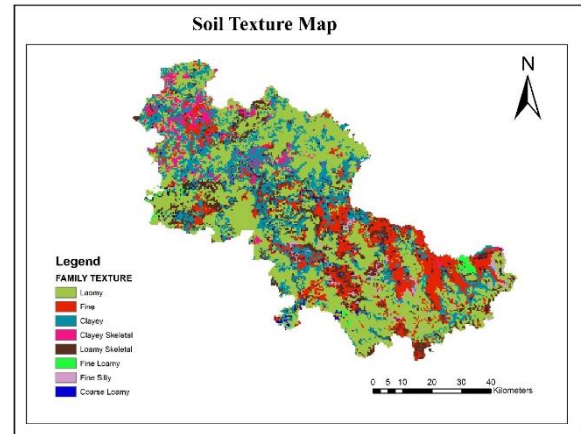 Soil Texture Map
N
Legend
FAMILY TEXTURE
Laomy
Fine
Clayey
Clayey Skeletal
Loamy Skeletal
Fine Loamy
Fine Silty
Coarse Loamy
0 5 10 20 30 40
Kilometers